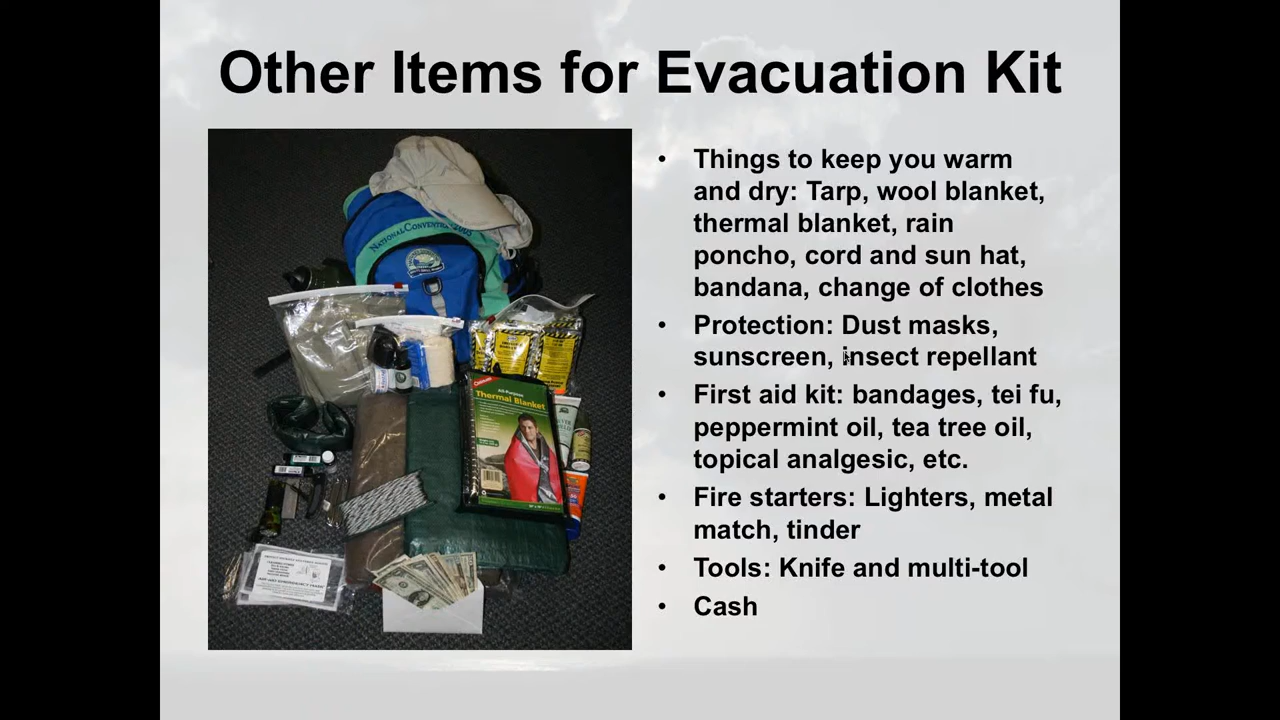 Other Items for Evacuation Kit
• Things to keep you warm
and dry: Tarp, wool blanket,
thermal blanket, rain
poncho, cord and sun hat,
bandana, change of clothes
• Protection: Dust masks,
sunscreen, insect repellant
• First aid kit: bandages, tei fu,
peppermint oil, tea tree oil,
topical analgesic, etc.
• Fire starters: Lighters, metal
match, tinder
• Tools: Knife and multi-tool
• Cash
NATIONAL CONVENTION 2005
Thermal Blanket